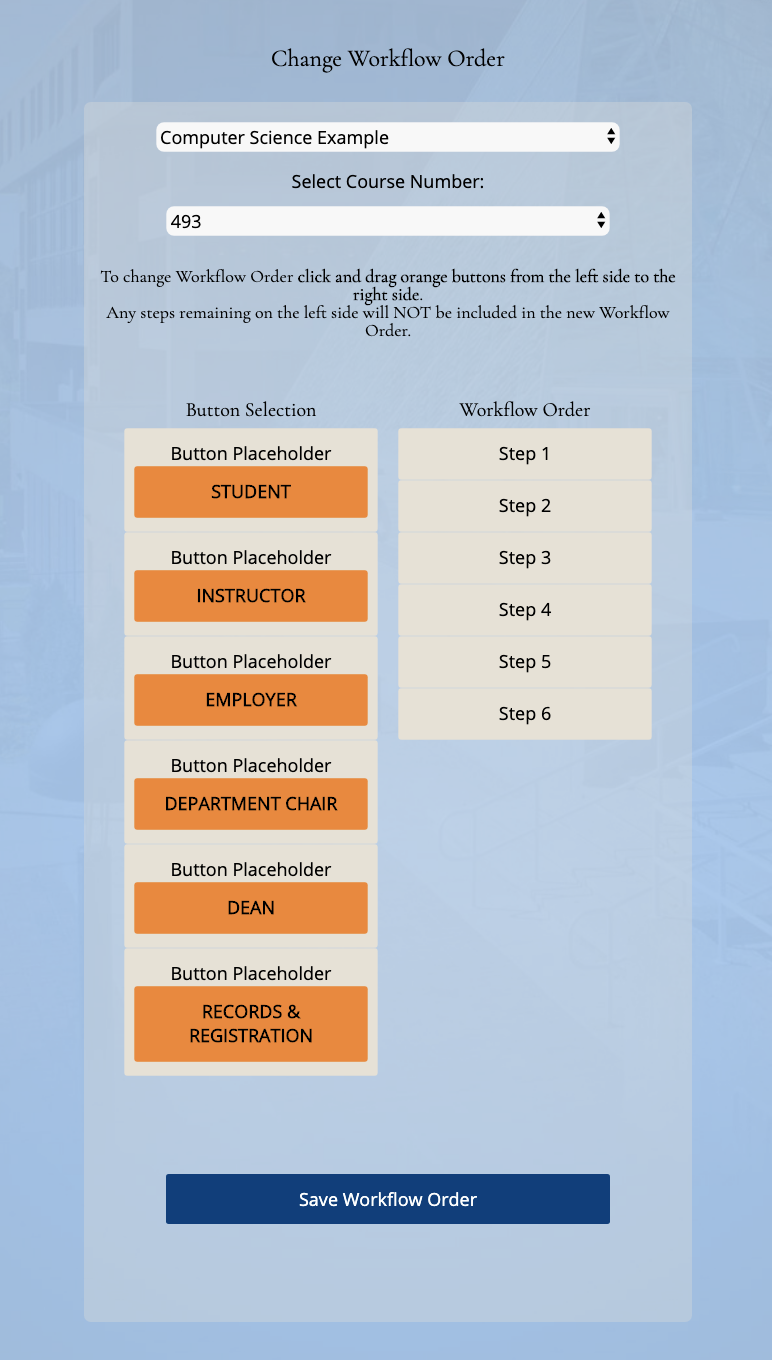 Change Workflow Order
Computer Science Example
Select Course Number:
493
To change Workflow Order click and drag orange buttons from the left side to the
right side.
Any steps remaining on the left side will NOT be included in the new Workflow
Order.
Button Selection
Button Placeholder
STUDENT
Button Placeholder
INSTRUCTOR
Button Placeholder
EMPLOYER
Button Placeholder
DEPARTMENT CHAIR
Button Placeholder
DEAN
Button Placeholder
RECORDS &
REGISTRATION
Workflow Order
Step 1
Step 2
Step 3
Step 4
Step 5
Step 6
Save Workflow Order